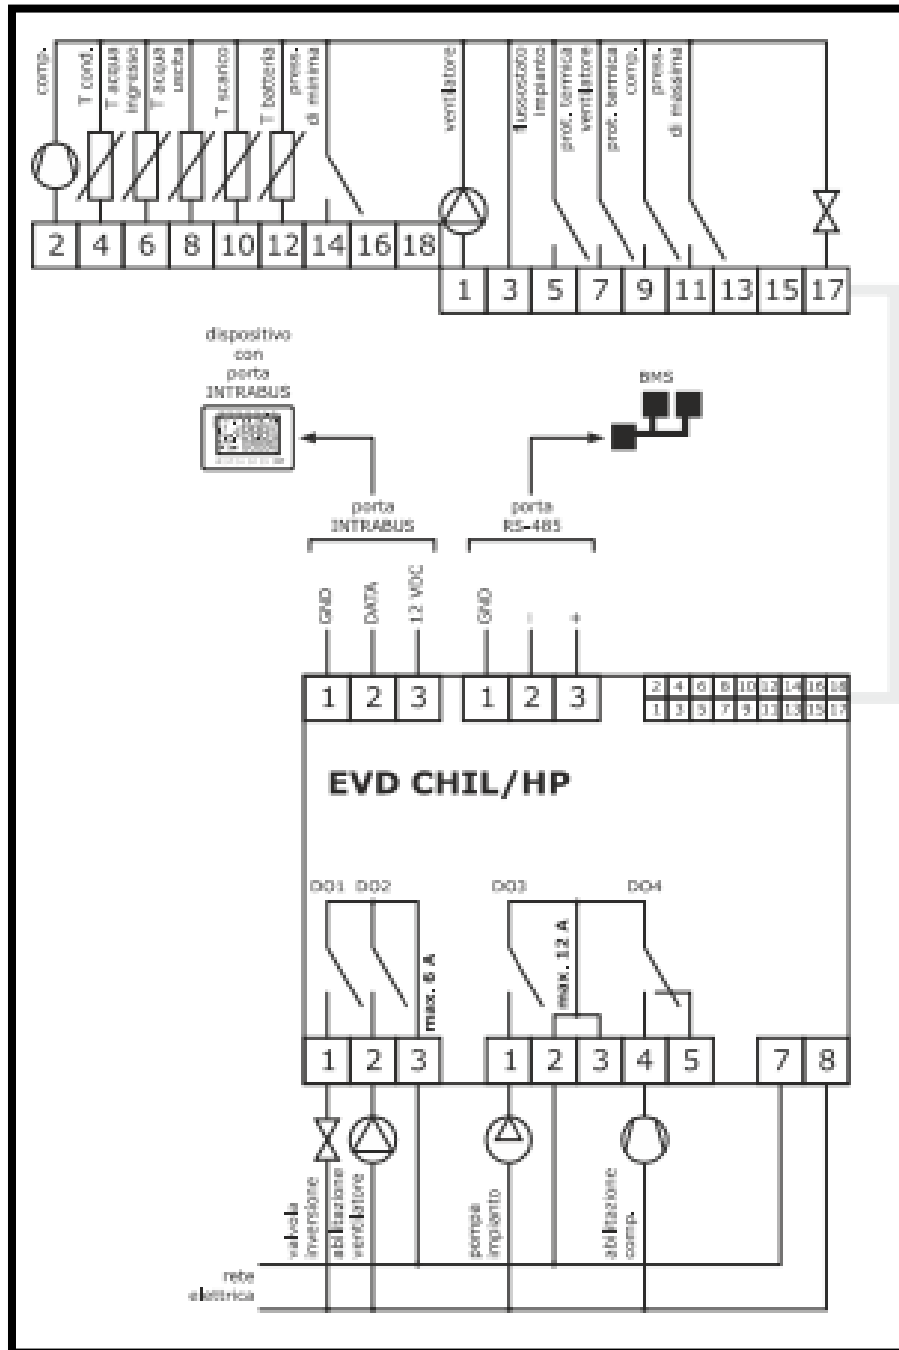 comp.
T cond.
T acqua
ingresso
T acqua
uscita
T scarico
T batteria
press.
di minima
ventilatore
flussostato
impianto
prot. termica
ventilatore
prot. termica
comp.
press.
di massima
2 4 6 8 10 12 14 16 18
1 3 5 7 9 11 13 15 17
dispositivo
con
porta
INTRABUS
BMS
porta
INTRABUS
porta
RS-485
GND
DATA
12 VDC
GND
-
+
1 2 3
1 2 3
2 4 6 8 10 12 14 16 18
1 3 5 7 9 11 13 15 17
EVD CHIL/HP
DO1 DO2
DO3
DO4
max. 6 A
max. 12 A
1 2 3
1 2 3 4 5
7 8
valvola
inversione
abilitazione
ventilatore
pompa
impianto
abilitazione
comp.
rete
elettrica